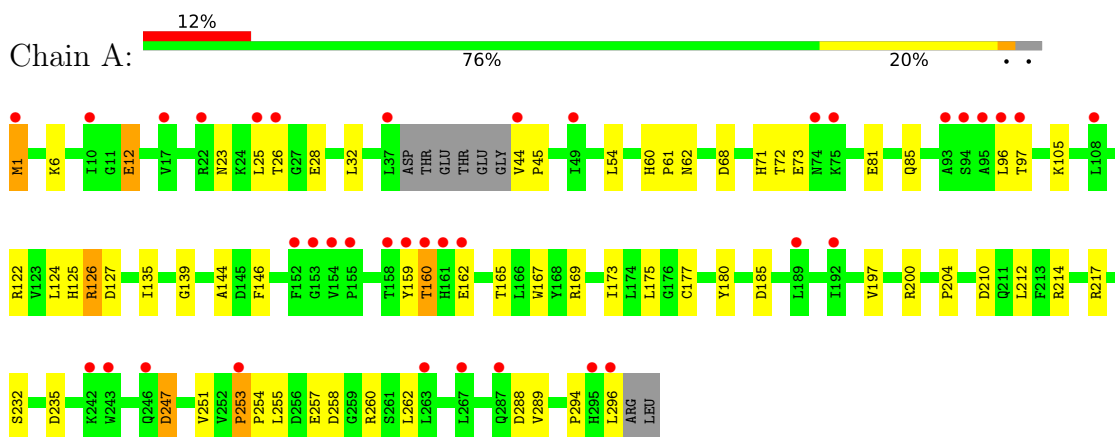 12%
Chain A:
76% 20% • •
M1 K6 I10 G11 E12 V17 R22 N23 K24 L25 T26 G27 E28 L32 L37 ASP THR GLU THR GLU GLY V44 P45 I49 L54 H60 P61 N62 D68 H71 T72 E73 N74 K75 E81 Q85 A93 S94 A95 L96 T97 K105 L108
R122 V123 L124 H125 R126 D127 I135 G139 A144 D145 F146 F152 G153 V154 P155 T158 Y159 T160 H161 E162 T165 L166 W167 Y168 R169 I173 L174 L175 G176 C177 Y180 D185 L189 I192 V197 R200 P204 D210 Q211 L212 F213 R214 R217
S232 D235 K242 W243 Q246 D247 V251 V252 P253 P254 L255 D256 E257 D258 G259 R260 S261 L262 L263 L267 Q287 D288 V289 P294 H295 L296 ARG LEU